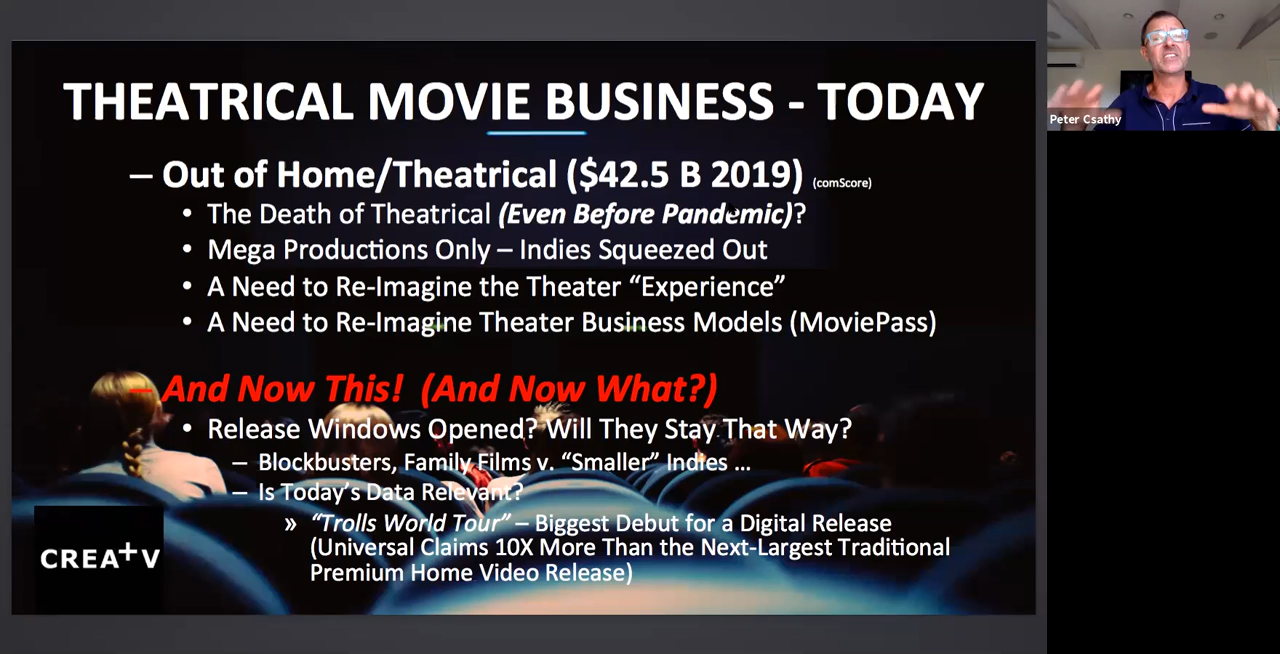 THEATRICAL MOVIE BUSINESS - TODAY
– Out of Home/Theatrical ($42.5 B 2019) (comScore)
• The Death of Theatrical (Even Before Pandemic)?
• Mega Productions Only – Indies Squeezed Out
• A Need to Re-Imagine the Theater “Experience”
• A Need to Re-Imagine Theater Business Models (MoviePass)
– And Now This! (And Now What?)
• Release Windows Opened? Will They Stay That Way?
– Blockbusters, Family Films v. “Smaller” Indies ...
– Is Today’s Data Relevant?
» “Trolls World Tour” – Biggest Debut for a Digital Release
(Universal Claims 10X More Than the Next-Largest Traditional
Premium Home Video Release)
CREA+V
Peter Csathy